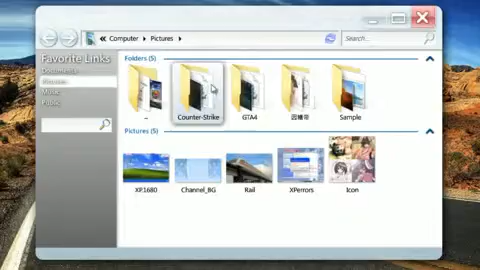 « Computer ▸ Pictures ▸
Search...
Favorite Links
Documents
Pictures
Music
Public
Folders (5)
..
Counter-Strike
GTA4
Sample
Pictures (5)
XP1680
Channel_BG
Rail
XPerrors
Icon